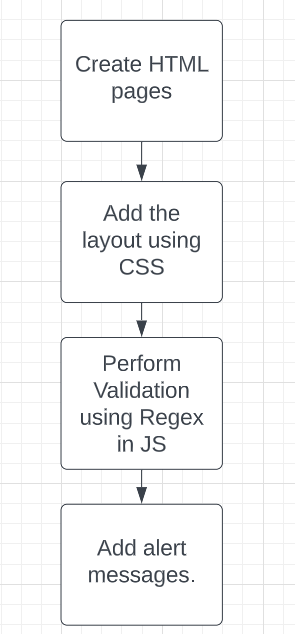 Create HTML
pages
Add the
layout using
CSS
Perform
Validation
using Regex
in JS
Add alert
messages.